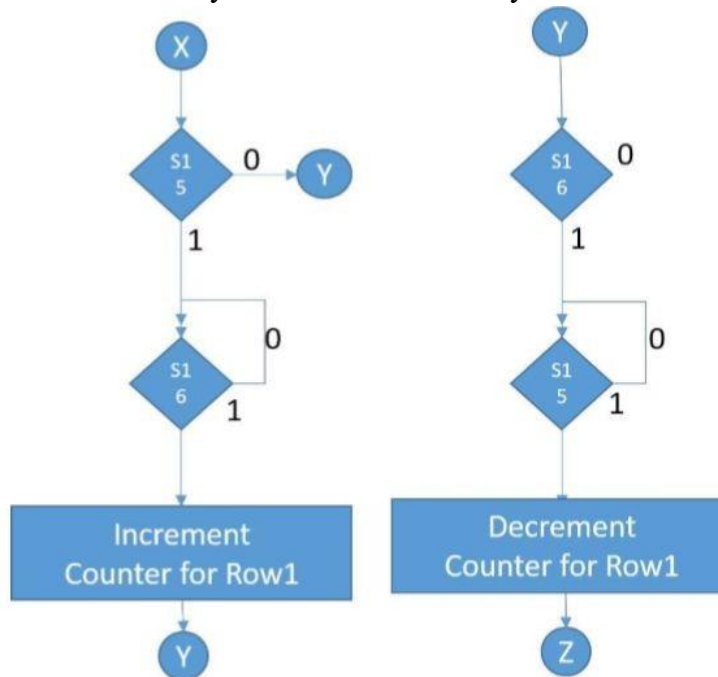 X
S1
5
0
Y
1
S1
6
0
1
Increment
Counter for Row1
Y
Y
S1
6
0
1
S1
5
0
1
Decrement
Counter for Row1
Z